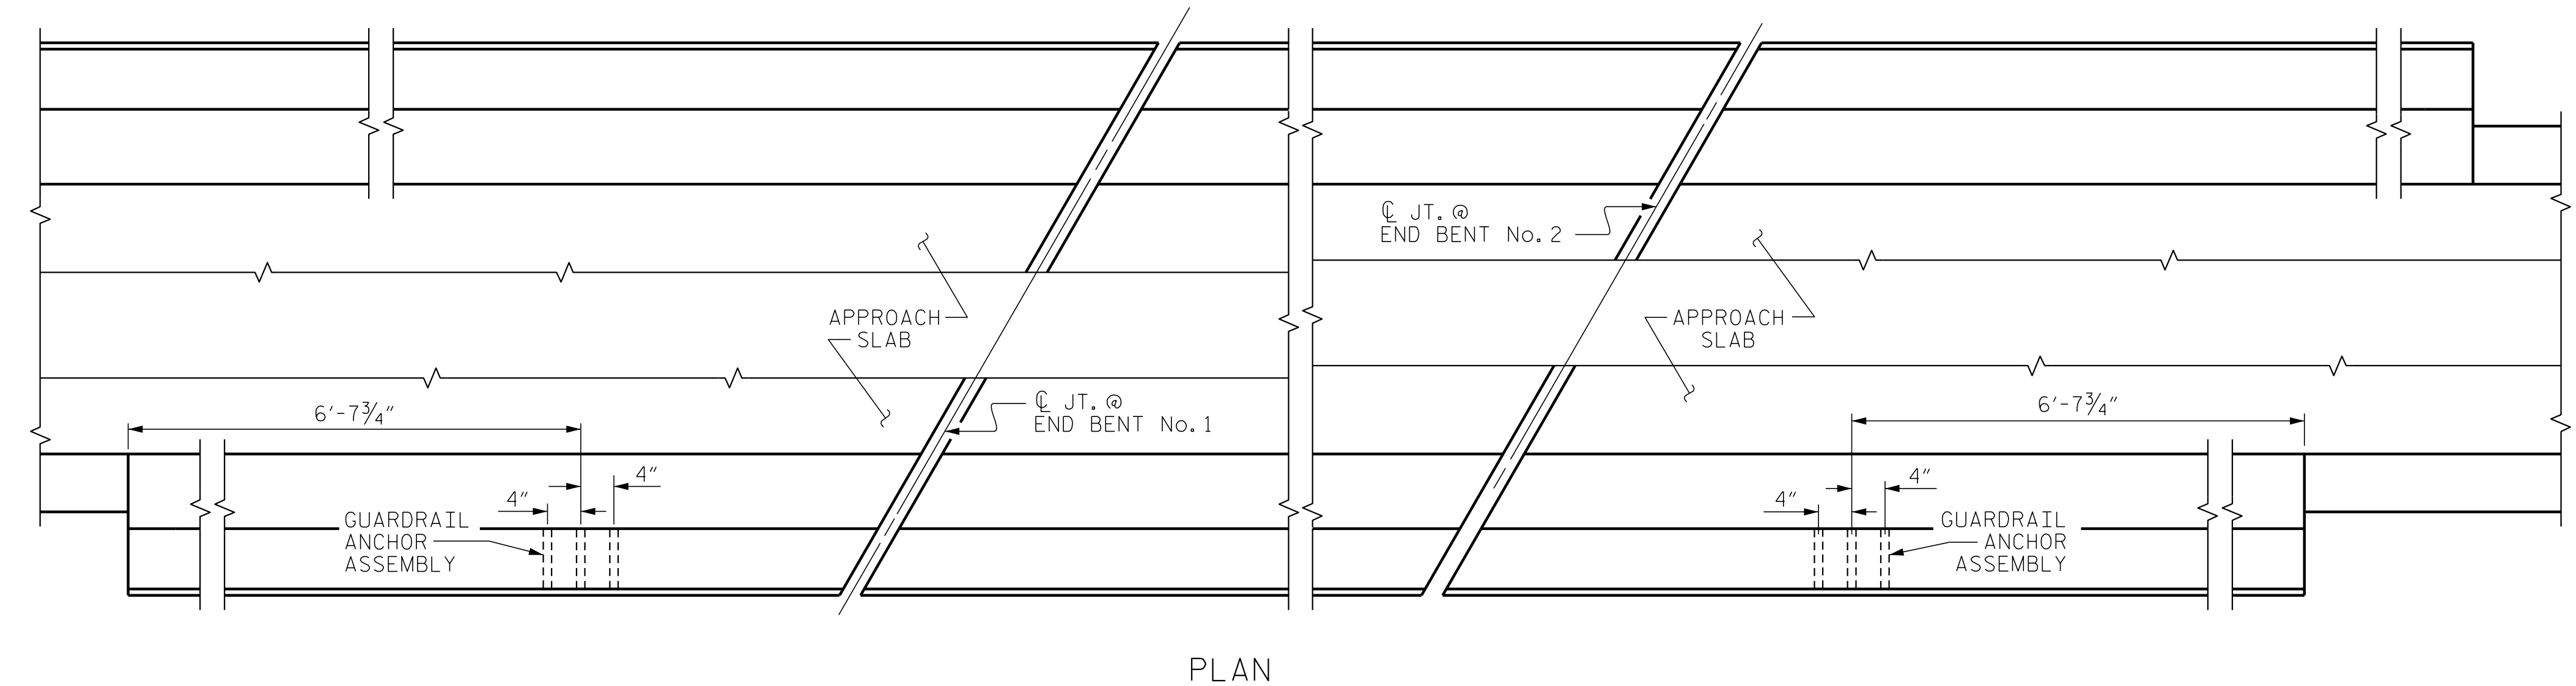 ℄ JT. @
END BENT No. 2
APPROACH
SLAB
APPROACH
SLAB
℄ JT. @
END BENT No. 1
6'-7¾"
6'-7¾"
4"
4"
4"
4"
GUARDRAIL
ANCHOR
ASSEMBLY
GUARDRAIL
ANCHOR
ASSEMBLY
PLAN